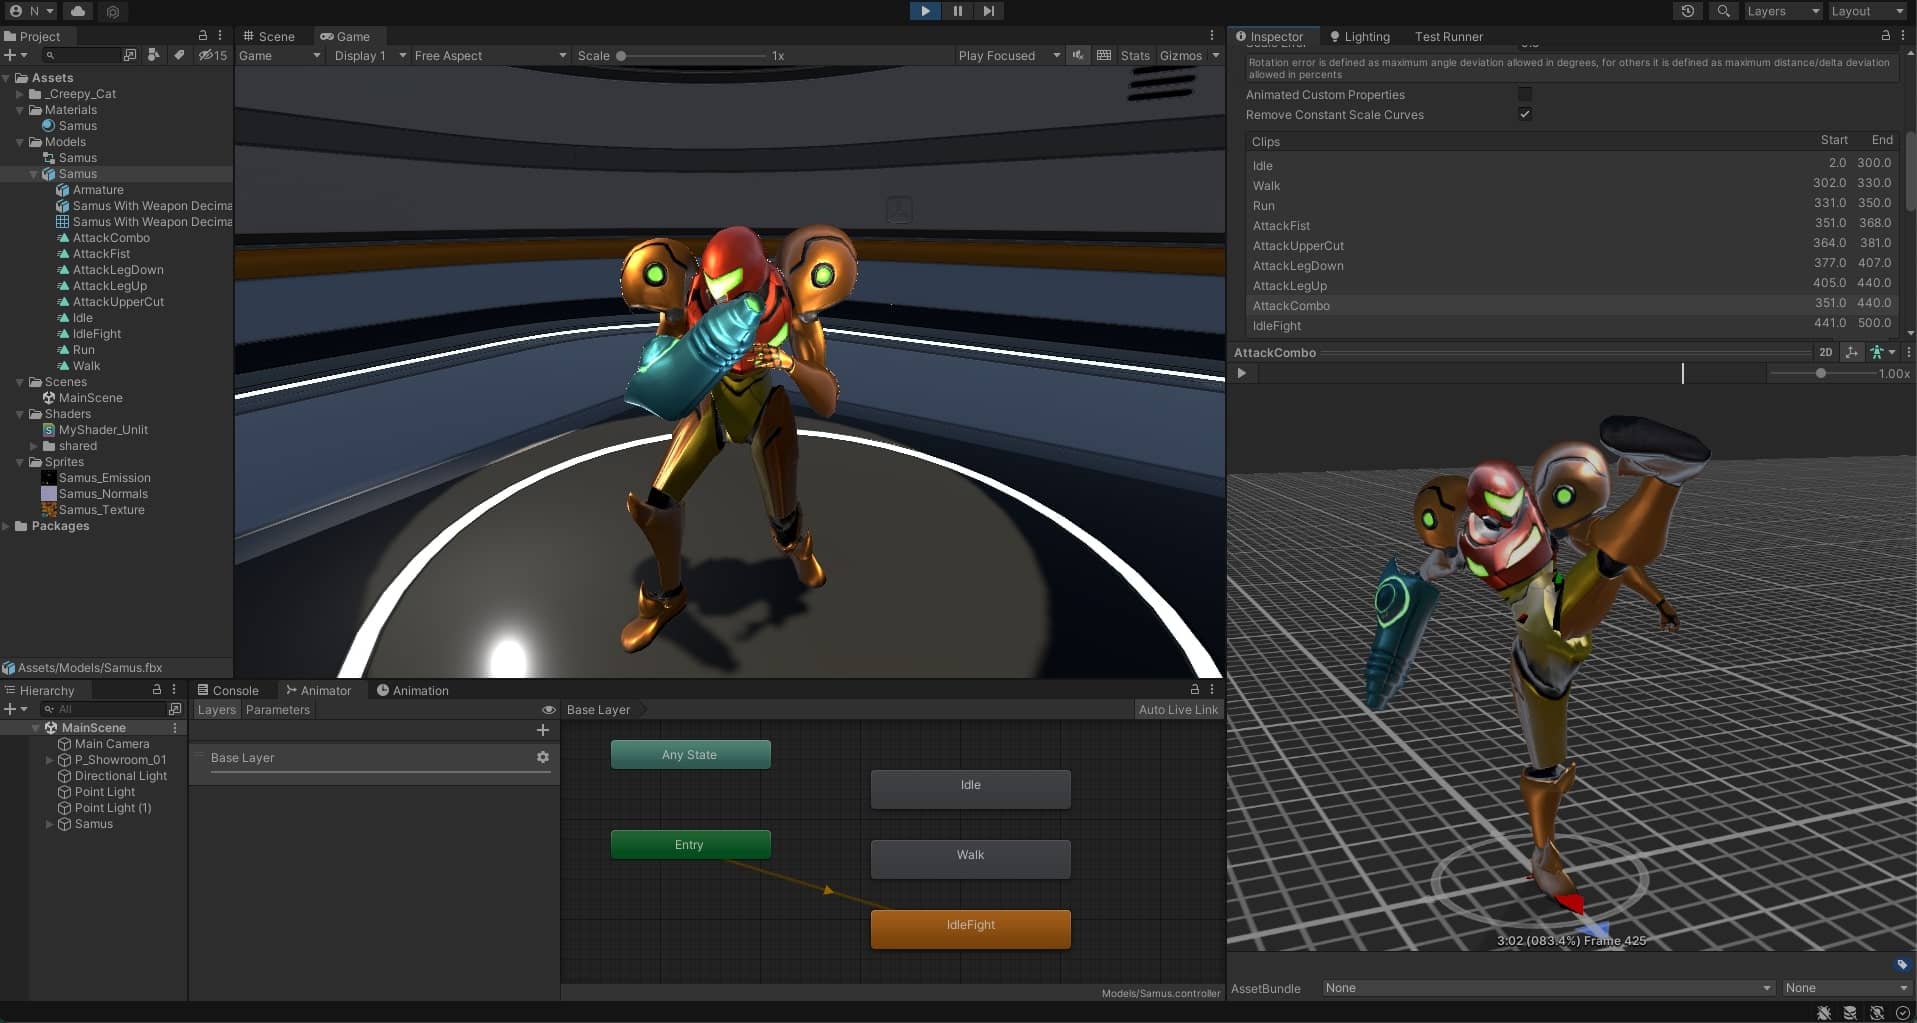 N
Layers
Layout
Project
15
Assets
_Creepy_Cat
Materials
Samus
Models
Samus
Samus
Armature
Samus With Weapon Decima
Samus With Weapon Decima
AttackCombo
AttackFist
AttackLegDown
AttackLegUp
AttackUpperCut
Idle
IdleFight
Run
Walk
Scenes
MainScene
Shaders
MyShader_Unlit
shared
Sprites
Samus_Emission
Samus_Normals
Samus_Texture
Packages
Assets/Models/Samus.fbx
Scene
Game
Game
Display 1
Free Aspect
Scale
1x
Play Focused
Stats
Gizmos
Inspector
Lighting
Test Runner
Rotation error is defined as maximum angle deviation allowed in degrees, for others it is defined as maximum distance/delta deviation
allowed in percents
Animated Custom Properties
Remove Constant Scale Curves
Clips Start End
Idle 2.0 300.0
Walk 302.0 330.0
Run 331.0 350.0
AttackFist 351.0 368.0
AttackUpperCut 364.0 381.0
AttackLegDown 377.0 407.0
AttackLegUp 405.0 440.0
AttackCombo 351.0 440.0
IdleFight 441.0 500.0
AttackCombo
2D
1.00x
3:02 (083.4%) Frame 425
AssetBundle None None
Hierarchy
All
MainScene
Main Camera
P_Showroom_01
Directional Light
Point Light
Point Light (1)
Samus
Console
Animator
Animation
Layers
Parameters
Base Layer
Auto Live Link
Base Layer
Any State
Idle
Entry
Walk
IdleFight
Models/Samus.controller